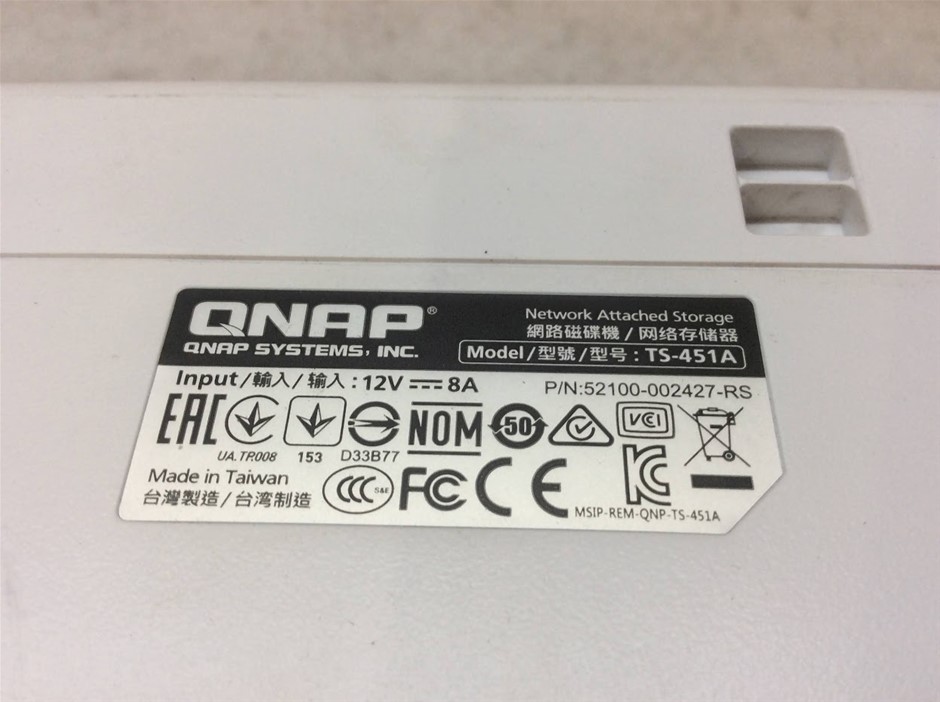 QNAP®
QNAP SYSTEMS, INC.
Network Attached Storage
網路磁碟機 / 网络存储器
Model/型號/型号 : TS-451A
Input/輸入/输入 : 12V ⎓ 8A
P/N:52100-002427-RS
EAC
UA.TR.008
153
D33B77
NOM
50
VCI
Made in Taiwan
台灣製造/台湾制造
CCC S&E
FC
CE
KC
MSIP-REM-QNP-TS-451A